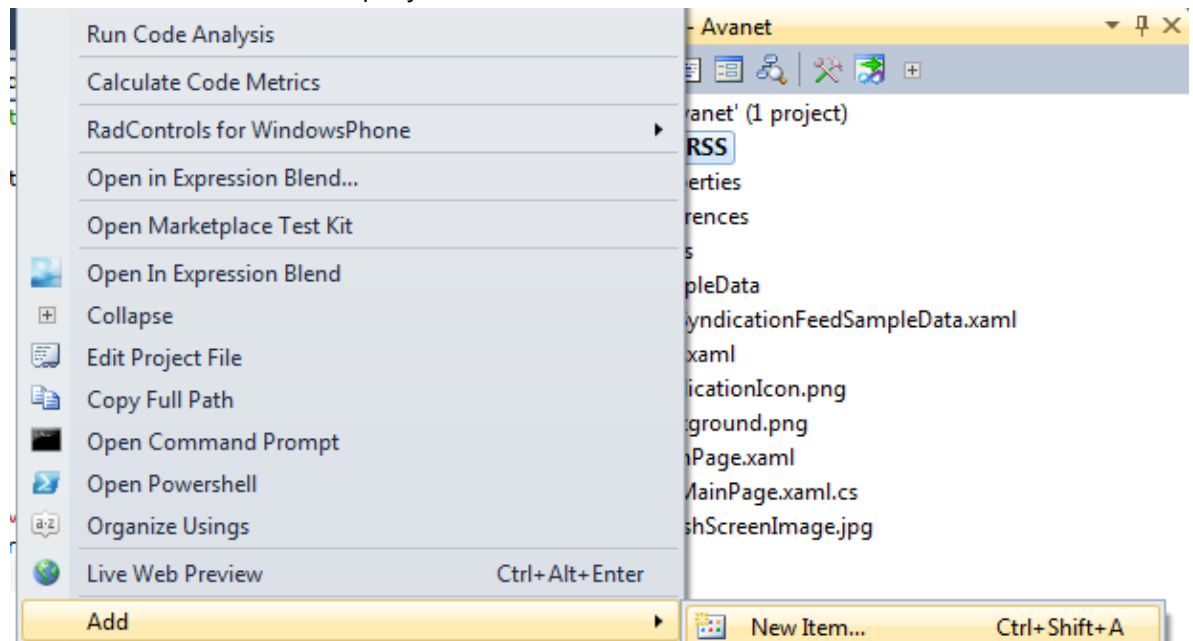 Run Code Analysis
Calculate Code Metrics
RadControls for WindowsPhone
Open in Expression Blend...
Open Marketplace Test Kit
Open In Expression Blend
Collapse
Edit Project File
Copy Full Path
Open Command Prompt
Open Powershell
Organize Usings
Live Web Preview Ctrl+Alt+Enter
Add
- Avanet
vanet' (1 project)
RSS
erties
rences
s
pleData
yndicationFeedSampleData.xaml
xaml
icationIcon.png
ground.png
nPage.xaml
MainPage.xaml.cs
shScreenImage.jpg
New Item... Ctrl+Shift+A